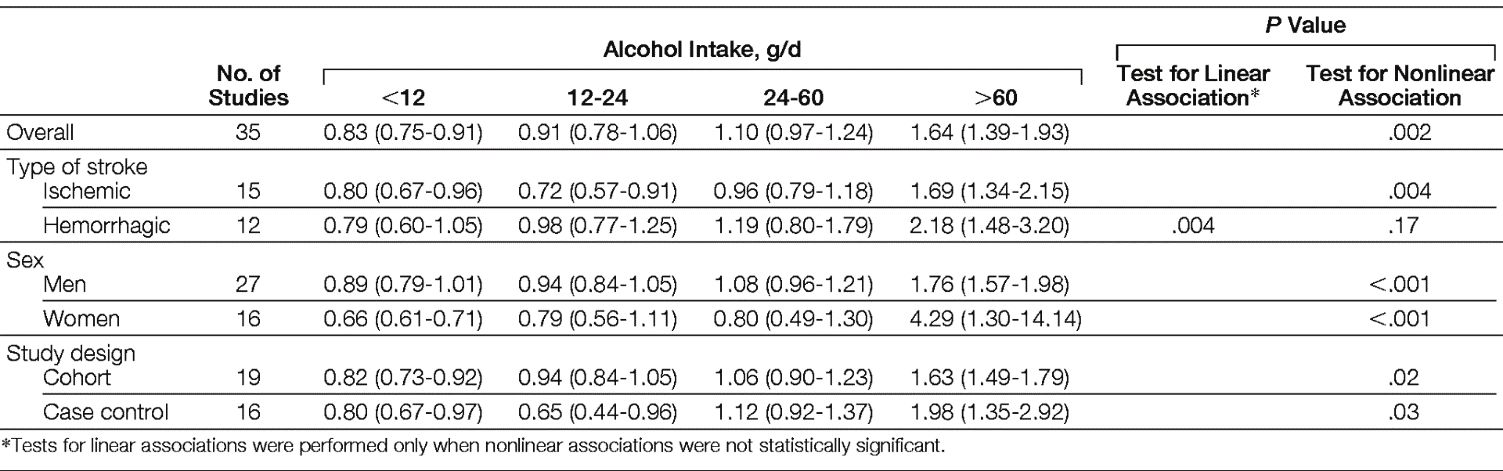 P Value
Alcohol Intake, g/d
No. of Studies <12 12-24 24-60 >60 Test for Linear Association* Test for Nonlinear Association
Overall 35 0.83 (0.75-0.91) 0.91 (0.78-1.06) 1.10 (0.97-1.24) 1.64 (1.39-1.93) .002
Type of stroke
Ischemic 15 0.80 (0.67-0.96) 0.72 (0.57-0.91) 0.96 (0.79-1.18) 1.69 (1.34-2.15) .004
Hemorrhagic 12 0.79 (0.60-1.05) 0.98 (0.77-1.25) 1.19 (0.80-1.79) 2.18 (1.48-3.20) .004 .17
Sex
Men 27 0.89 (0.79-1.01) 0.94 (0.84-1.05) 1.08 (0.96-1.21) 1.76 (1.57-1.98) <.001
Women 16 0.66 (0.61-0.71) 0.79 (0.56-1.11) 0.80 (0.49-1.30) 4.29 (1.30-14.14) <.001
Study design
Cohort 19 0.82 (0.73-0.92) 0.94 (0.84-1.05) 1.06 (0.90-1.23) 1.63 (1.49-1.79) .02
Case control 16 0.80 (0.67-0.97) 0.65 (0.44-0.96) 1.12 (0.92-1.37) 1.98 (1.35-2.92) .03
*Tests for linear associations were performed only when nonlinear associations were not statistically significant.